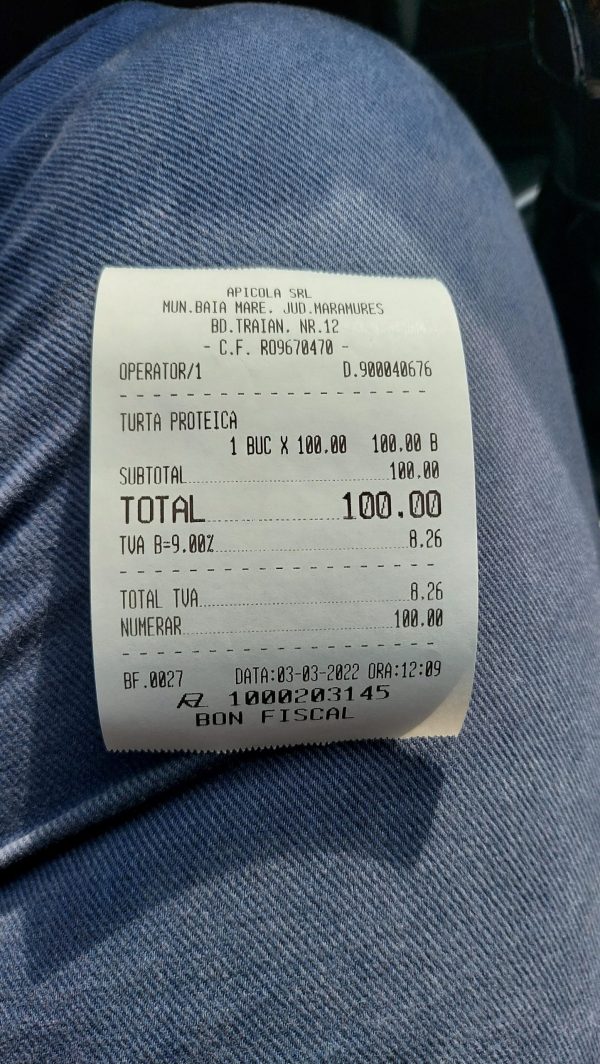 APICOLA SRL
MUN.BAIA MARE. JUD.MARAMURES
BD.TRAIAN. NR.12
- C.F. RO9670470 -
OPERATOR/1 D.900040676
TURTA PROTEICA
1 BUC X 100.00 100.00 B
SUBTOTAL 100.00
TOTAL 100.00
TVA B=9.00% 8.26
TOTAL TVA 8.26
NUMERAR 100.00
BF.0027 DATA:03-03-2022 ORA:12:09
1000203145
BON FISCAL